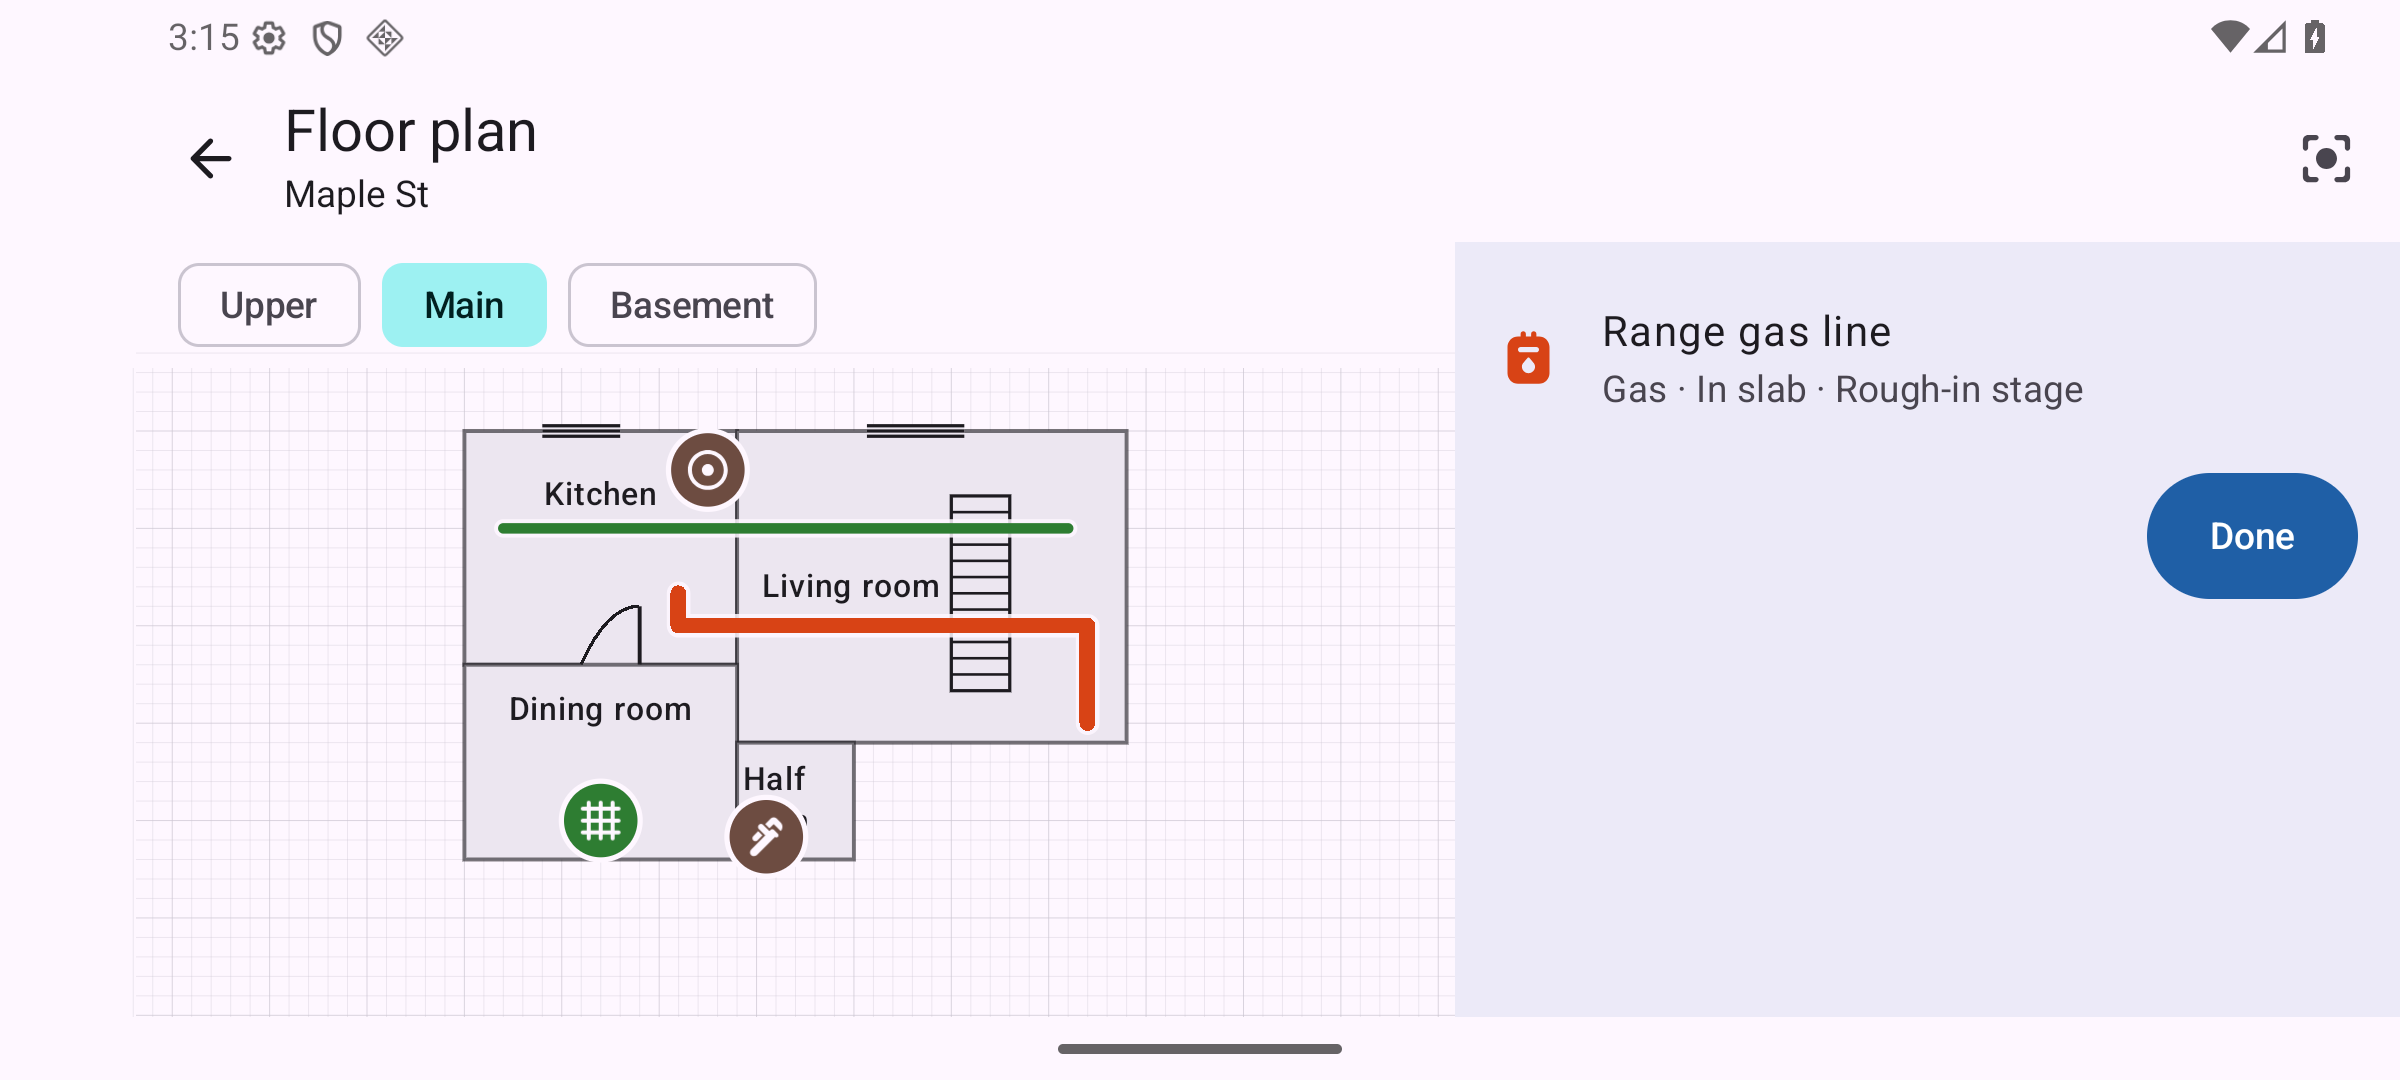 3:15
Floor plan
Maple St
Upper
Main
Basement
Kitchen
Living room
Dining room
Half
Range gas line
Gas · In slab · Rough-in stage
Done